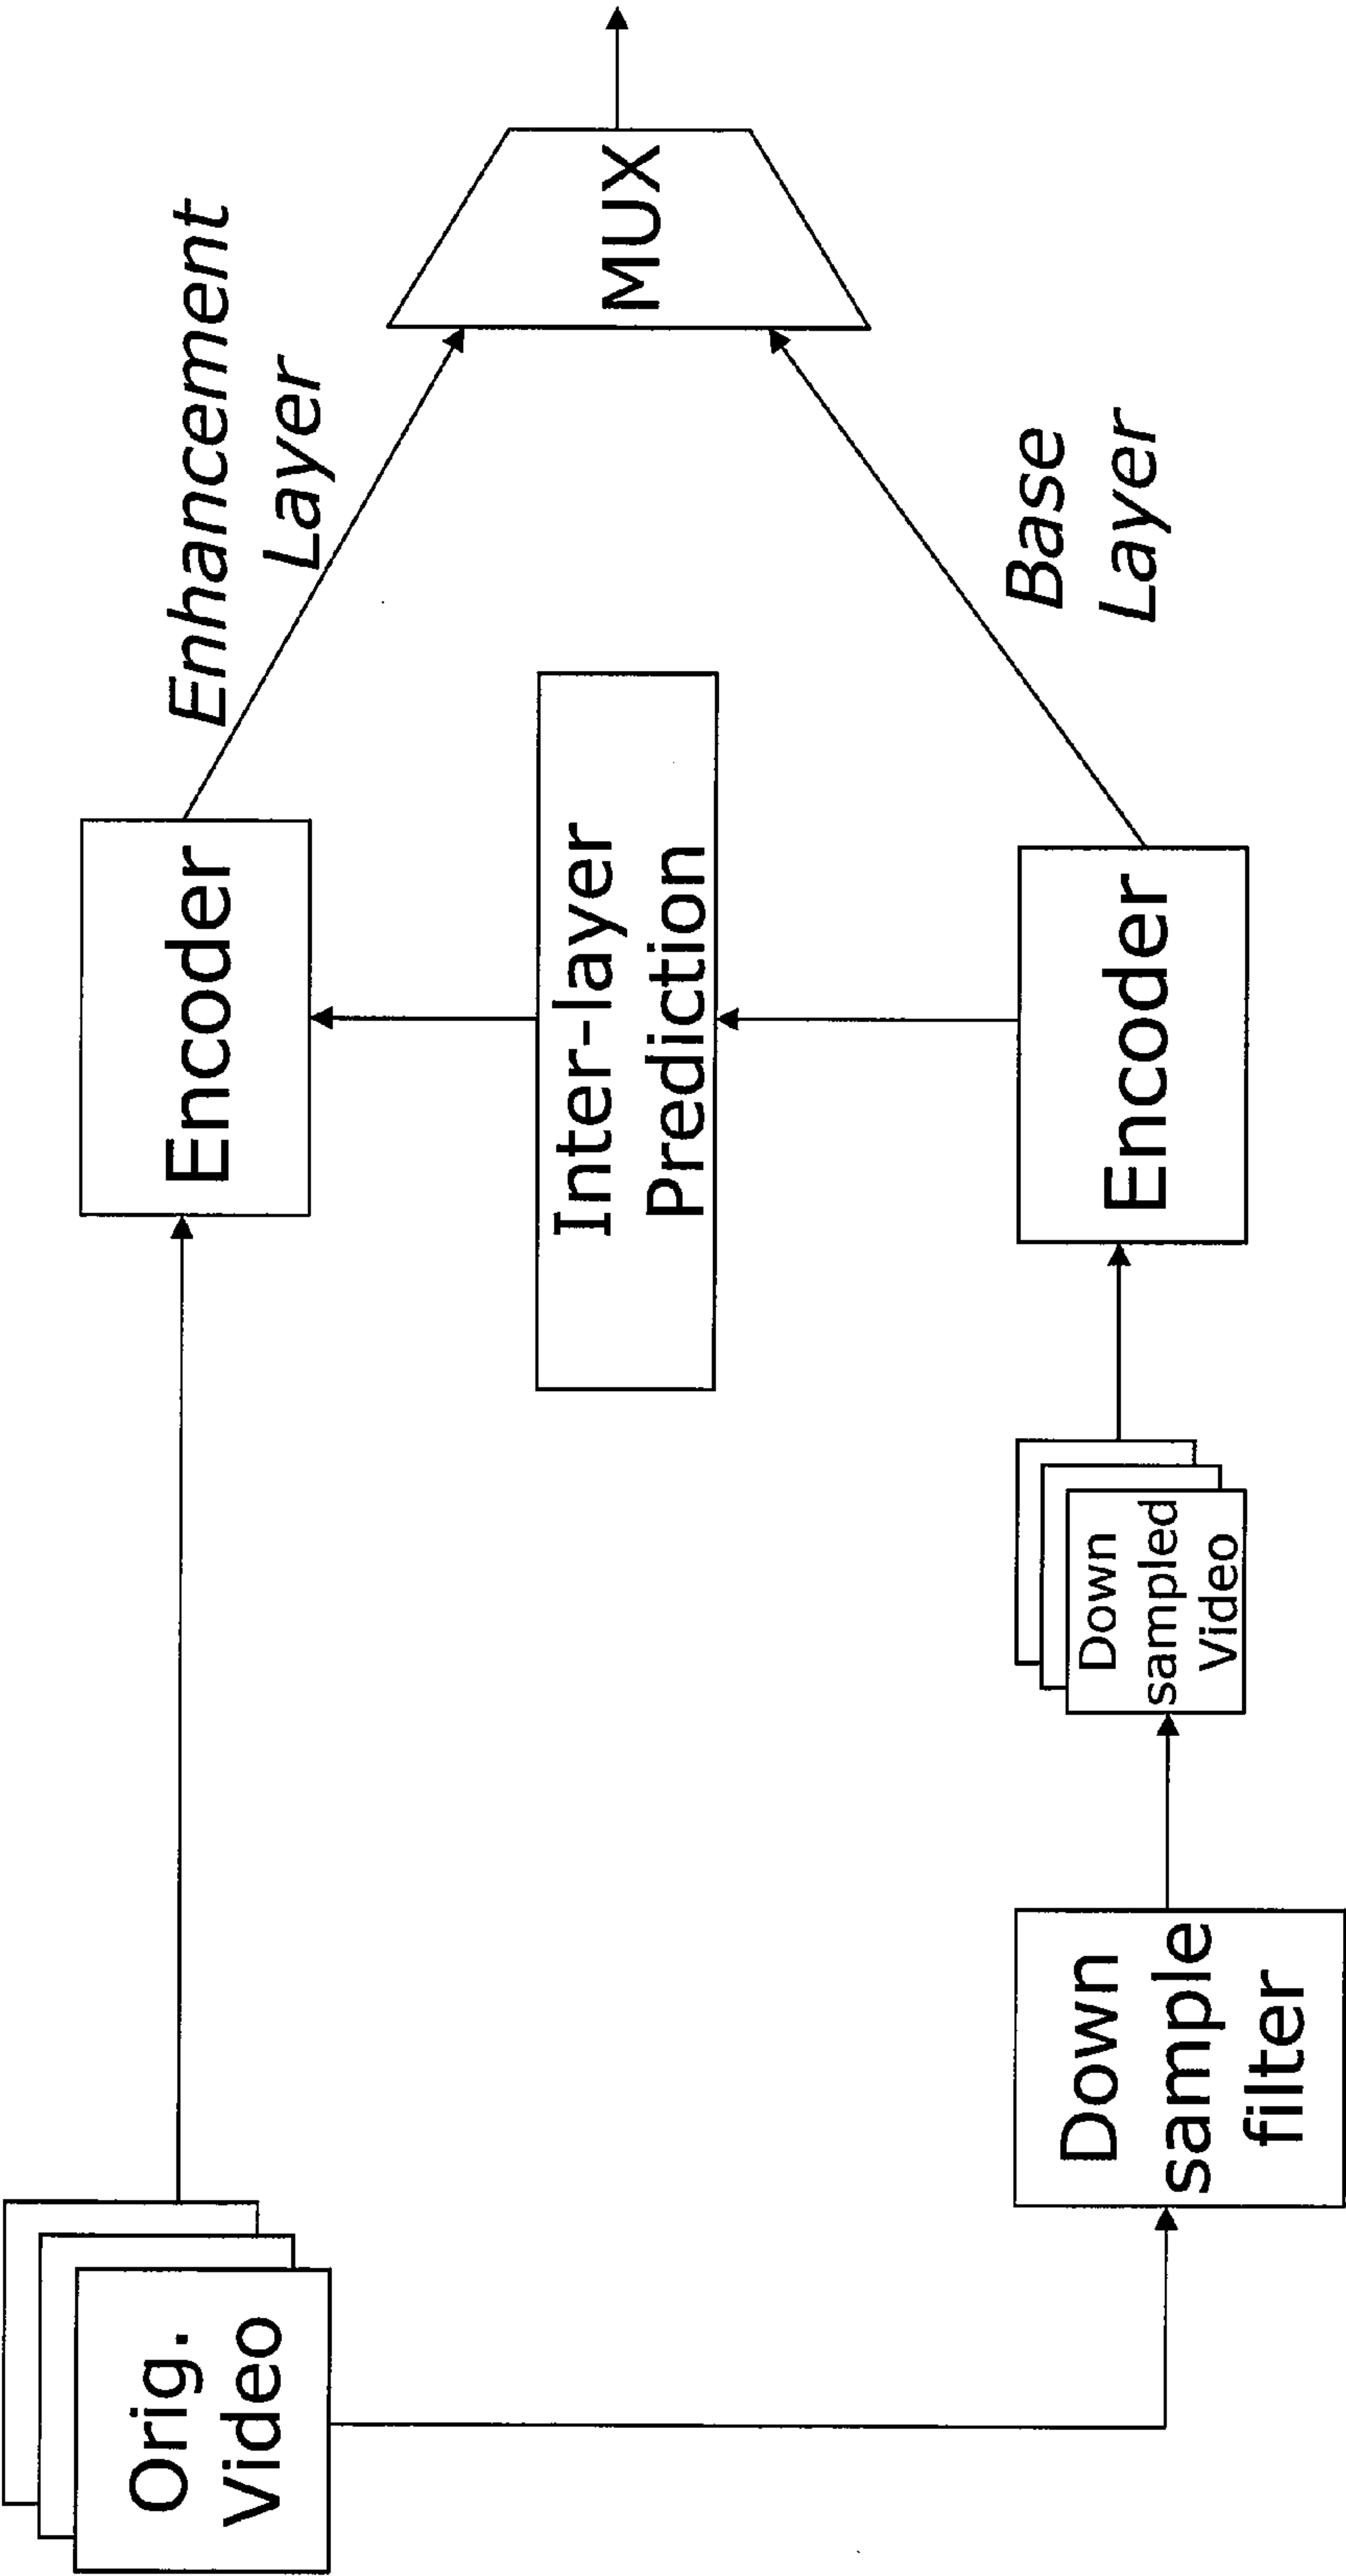 Orig.
Video
Encoder
Enhancement
Layer
Inter-layer
Prediction
MUX
Down
sample
filter
Down
sampled
Video
Encoder
Base
Layer